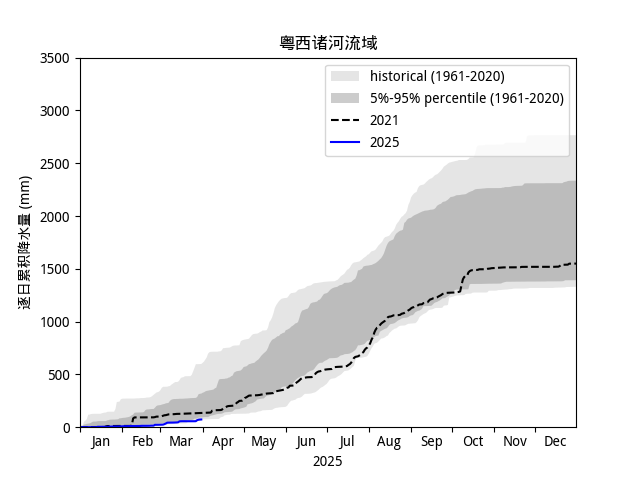 粤西诸河流域
historical (1961-2020)
5%-95% percentile (1961-2020)
2021
2025
逐日累积降水量 (mm)
3500
3000
2500
2000
1500
1000
500
0
Jan Feb Mar Apr May Jun Jul Aug Sep Oct Nov Dec
2025